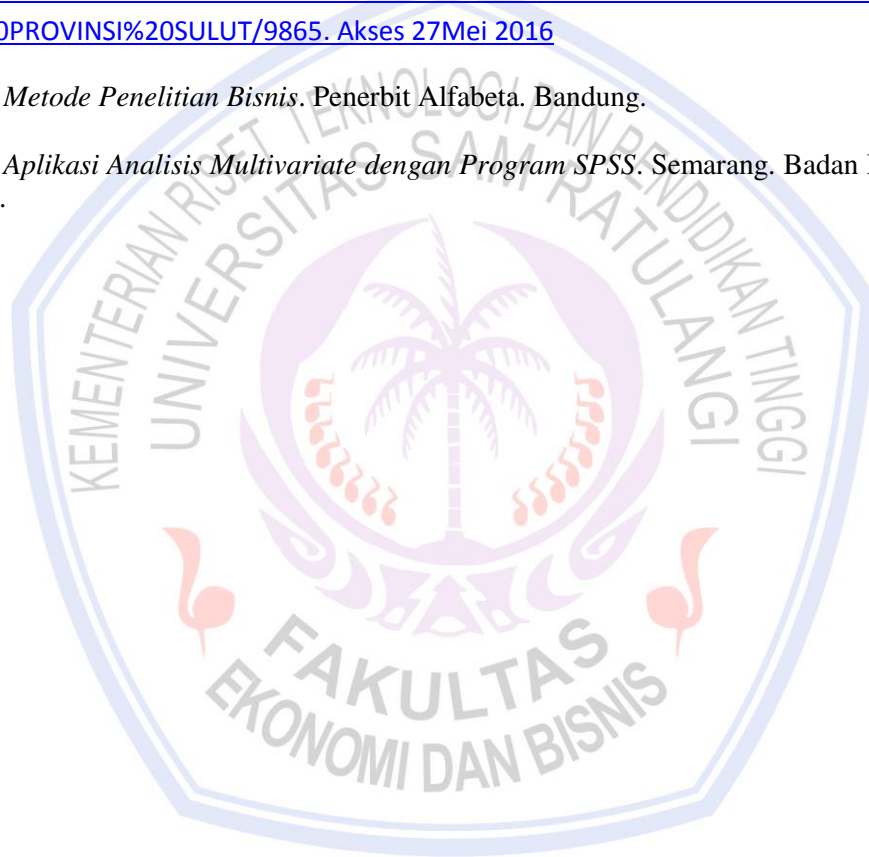 0PROVINSI%20SULUT/9865. Akses 27Mei 2016
Metode Penelitian Bisnis. Penerbit Alfabeta. Bandung.
Aplikasi Analisis Multivariate dengan Program SPSS. Semarang. Badan
.
KEMENTERIAN RISET TEKNOLOGI DAN PENDIDIKAN TINGGI
UNIVERSITAS SAM RATULANGI
FAKULTAS
EKONOMI DAN BISNIS